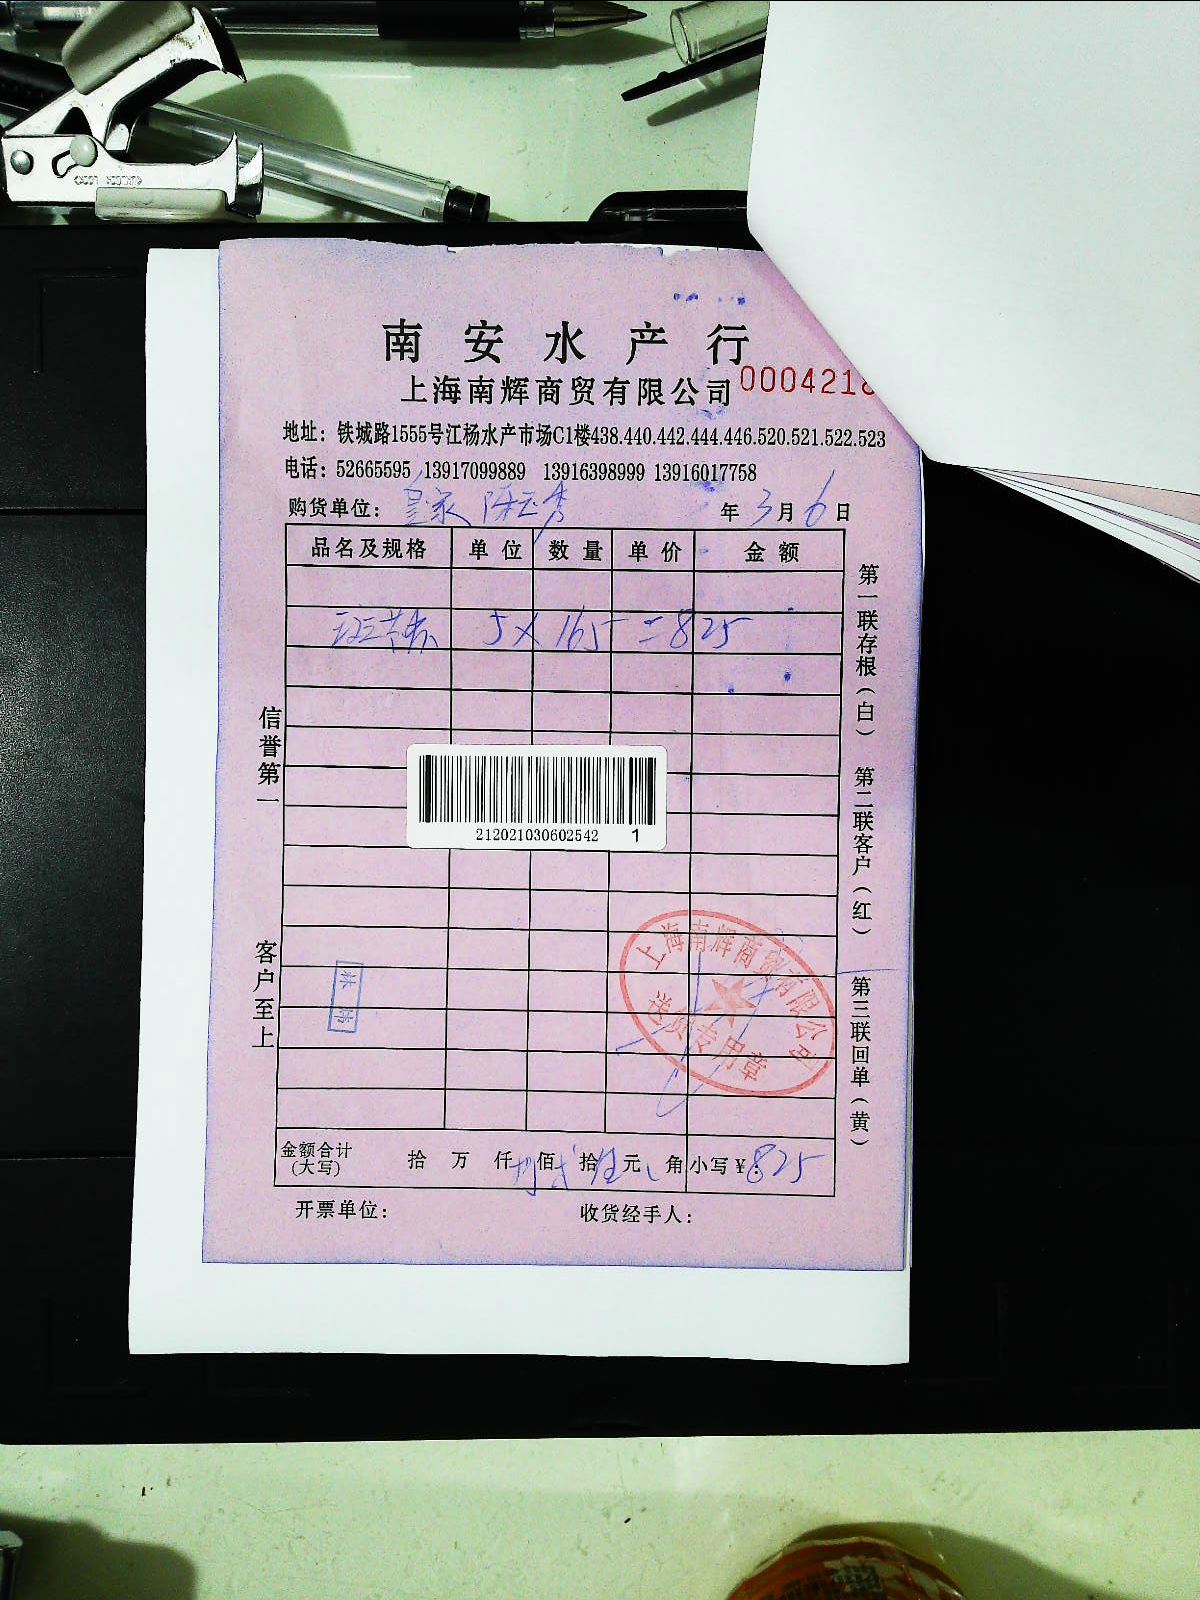 南安水产行
上海南辉商贸有限公司 000421
地址：铁城路1555号江杨水产市场C1楼438.440.442.444.446.520.521.522.523
电话：52665595 13917099889 13916398999 13916017758
购货单位：皇家 陈玉秀 年 3月6日
品名及规格 单位 数量 单价 金额
5×165=825
212021030602542 1
信誉第一
客户至上
第一联存根（白） 第二联客户（红） 第三联回单（黄）
上海南辉商贸有限公司
送货专用章
金额合计（大写） 拾 万 仟 佰 拾 元 角 小写￥：825
开票单位： 收货经手人：